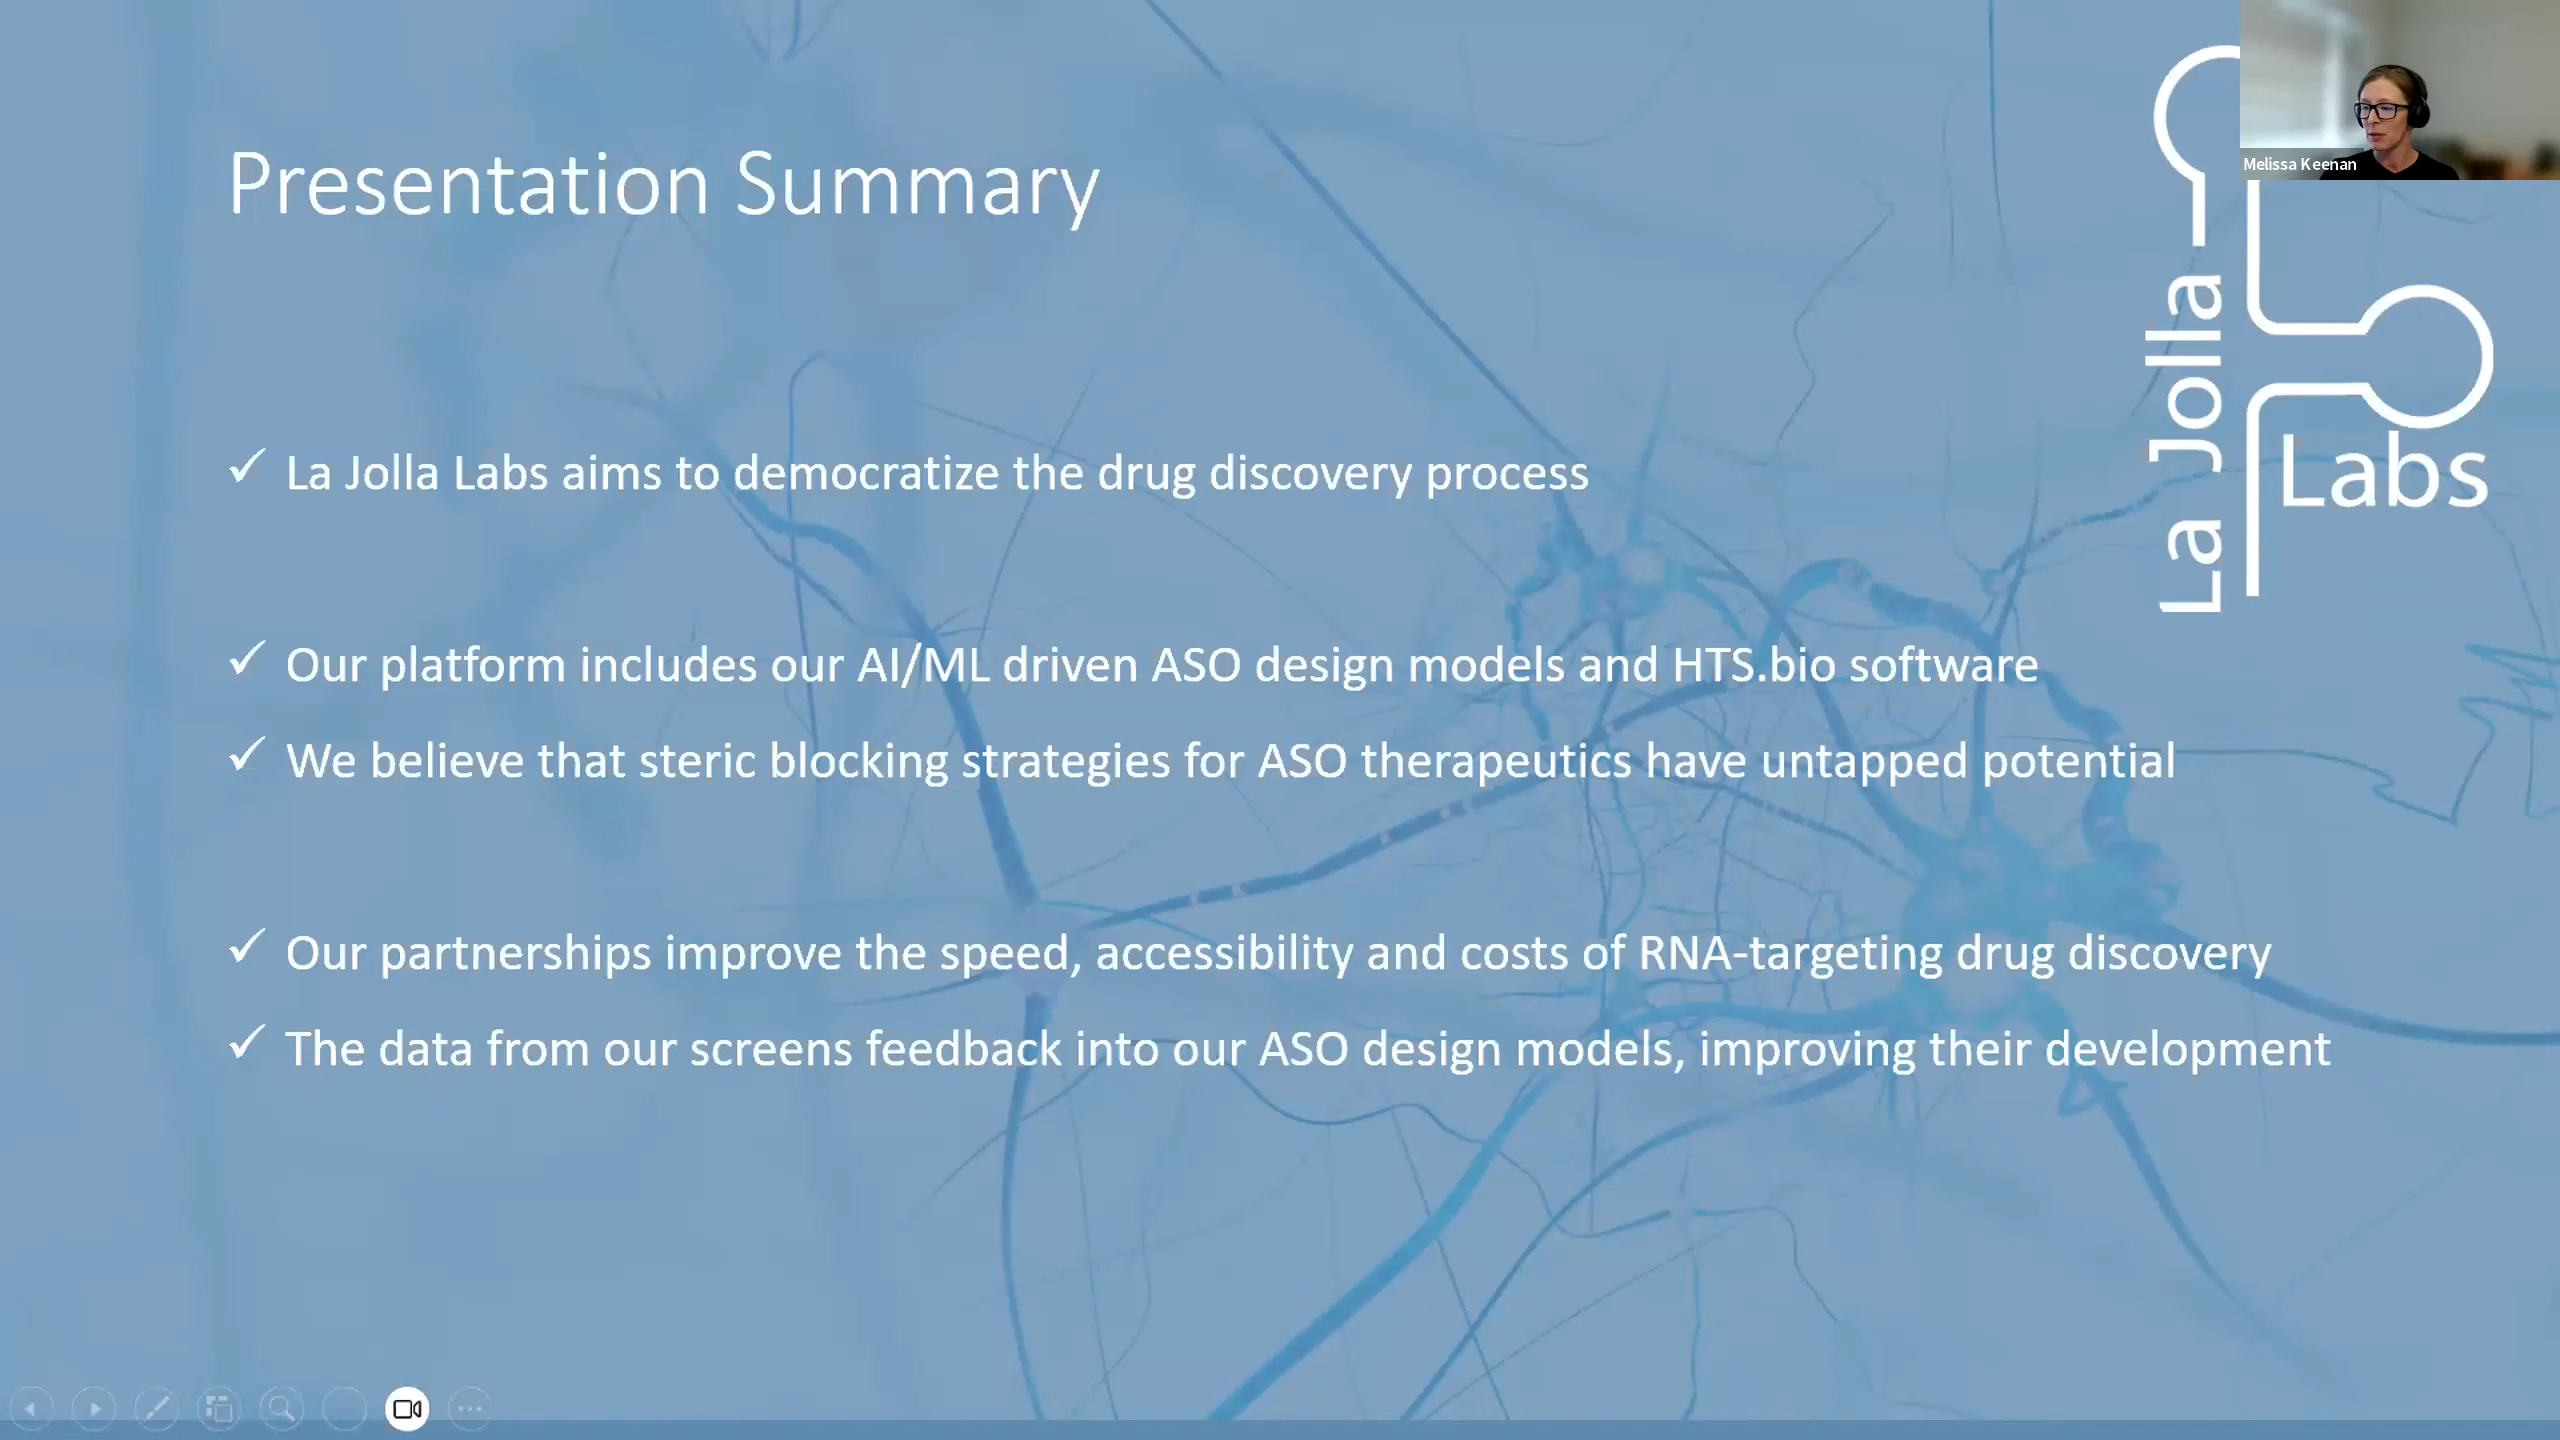 Melissa Keenan
Presentation Summary
La Jolla
Labs
✓ La Jolla Labs aims to democratize the drug discovery process
✓ Our platform includes our AI/ML driven ASO design models and HTS.bio software
✓ We believe that steric blocking strategies for ASO therapeutics have untapped potential
✓ Our partnerships improve the speed, accessibility and costs of RNA-targeting drug discovery
✓ The data from our screens feedback into our ASO design models, improving their development